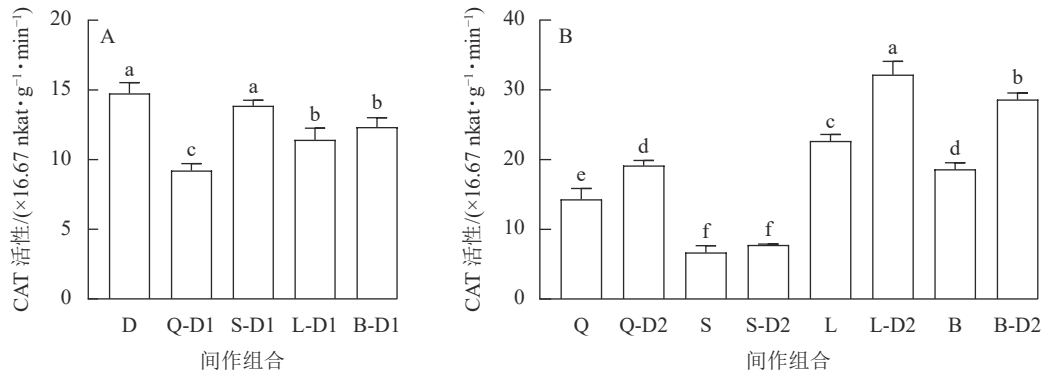 CAT 活性/(×16.67 nkat·g⁻¹·min⁻¹)
20
15
10
5
0
A
a
c
a
b
b
D Q-D1 S-D1 L-D1 B-D1
间作组合
CAT 活性/(×16.67 nkat·g⁻¹·min⁻¹)
40
30
20
10
0
B
e
d
f
f
c
a
d
b
Q Q-D2 S S-D2 L L-D2 B B-D2
间作组合